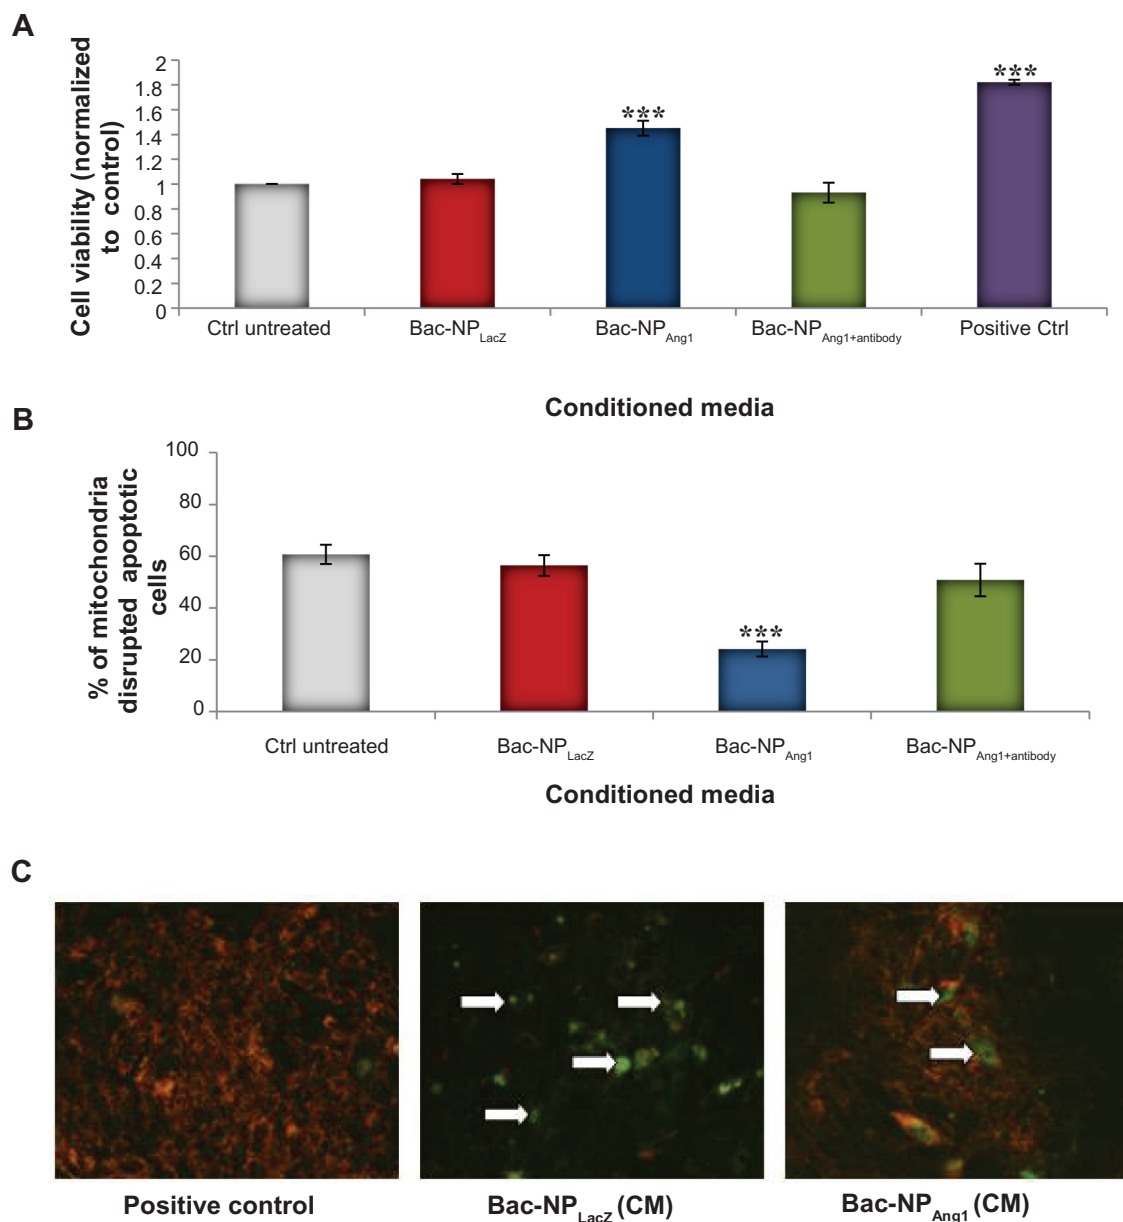 A
Cell viability (normalized
to control)
2
1.8
1.6
1.4
1.2
1
0.8
0.6
0.4
0.2
0
***
***
Ctrl untreated
Bac-NPLacZ
Bac-NPAng1
Bac-NPAng1+antibody
Positive Ctrl
Conditioned media
B
% of mitochondria
disrupted apoptotic
cells
100
80
60
40
20
0
***
Ctrl untreated
Bac-NPLacZ
Bac-NPAng1
Bac-NPAng1+antibody
Conditioned media
C
Positive control
Bac-NPLacZ (CM)
Bac-NPAng1 (CM)